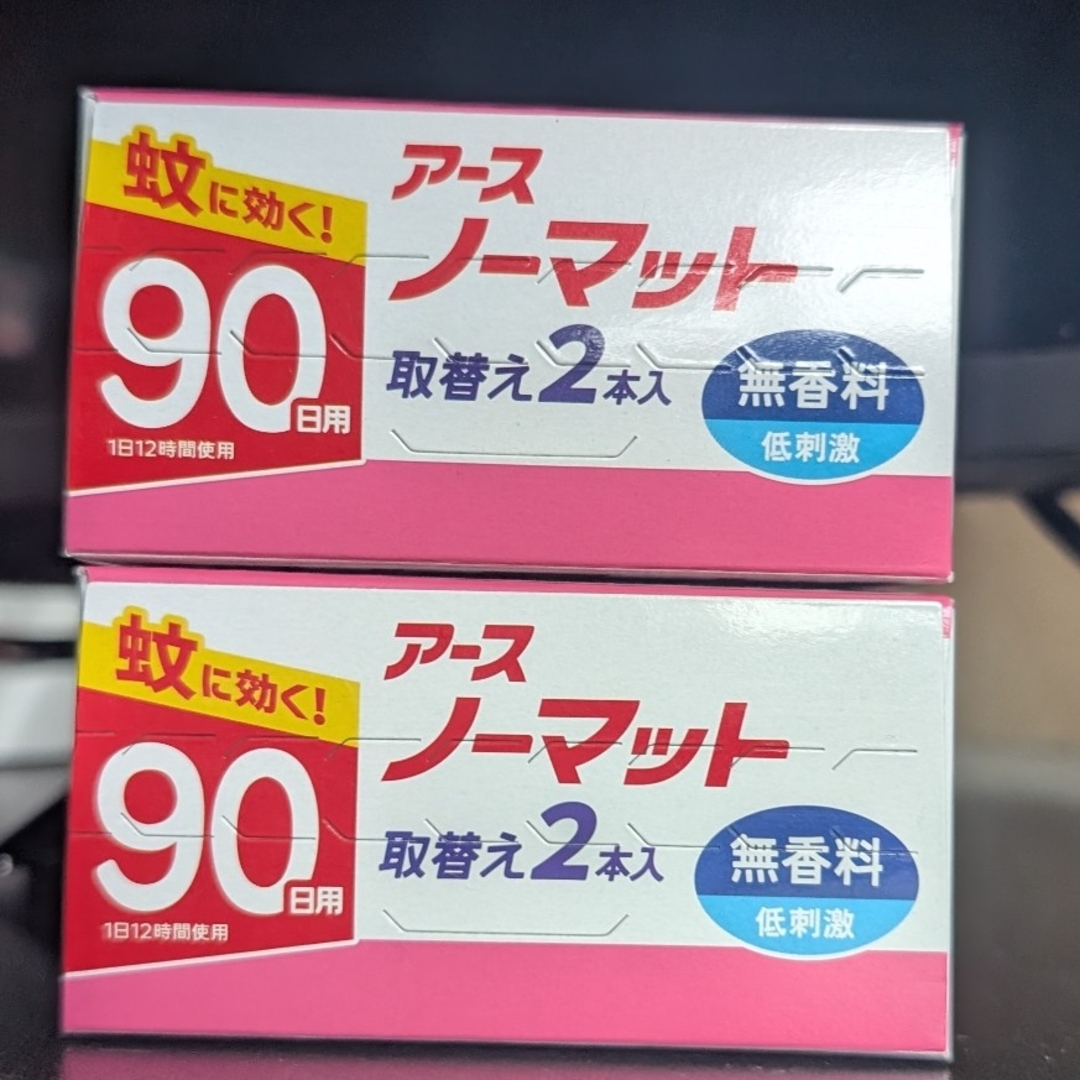 蚊に効く!
90日用
1日12時間使用
アース
ノーマット
取替え2本入
無香料
低刺激
蚊に効く!
90日用
1日12時間使用
アース
ノーマット
取替え2本入
無香料
低刺激